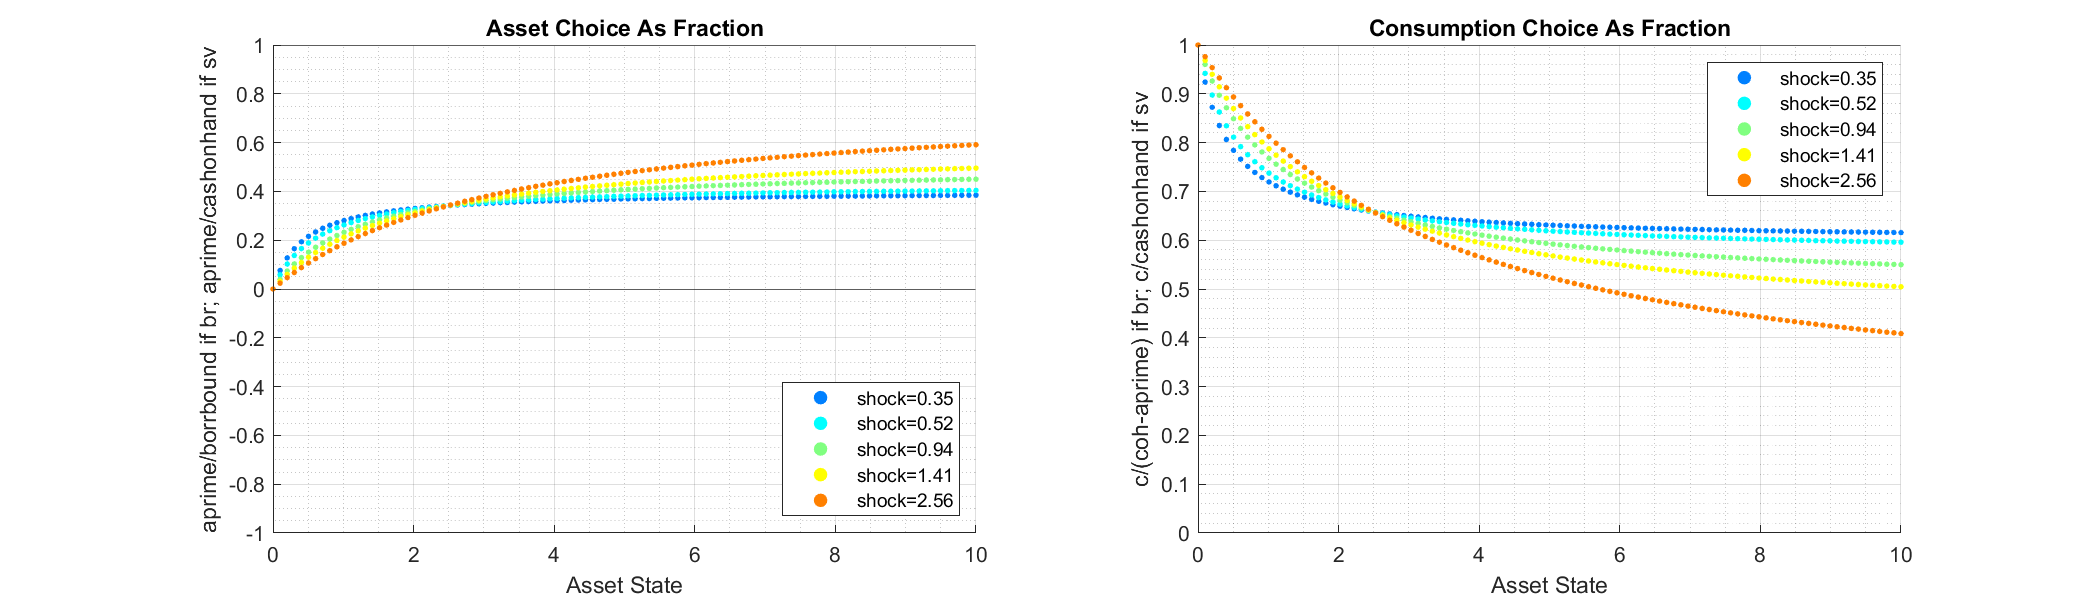 Asset Choice As Fraction
aprime/borrbound if br; aprime/cashonhand if sv
1
0.8
0.6
0.4
0.2
0
-0.2
-0.4
-0.6
-0.8
-1
shock=0.35
shock=0.52
shock=0.94
shock=1.41
shock=2.56
0 2 4 6 8 10
Asset State
Consumption Choice As Fraction
c/(coh-aprime) if br; c/cashonhand if sv
1
0.9
0.8
0.7
0.6
0.5
0.4
0.3
0.2
0.1
0
shock=0.35
shock=0.52
shock=0.94
shock=1.41
shock=2.56
0 2 4 6 8 10
Asset State